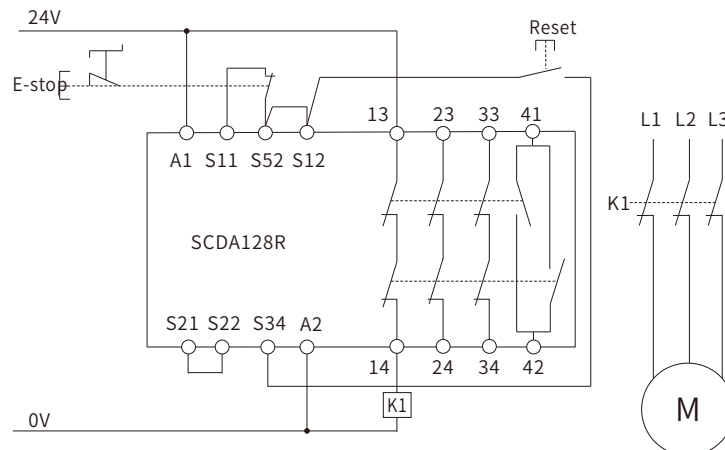 24V
Reset
E-stop
13 23 33 41
L1 L2 L3
A1 S11 S52 S12
K1
SCDA128R
S21 S22 S34 A2
14 24 34 42
K1
M
0V